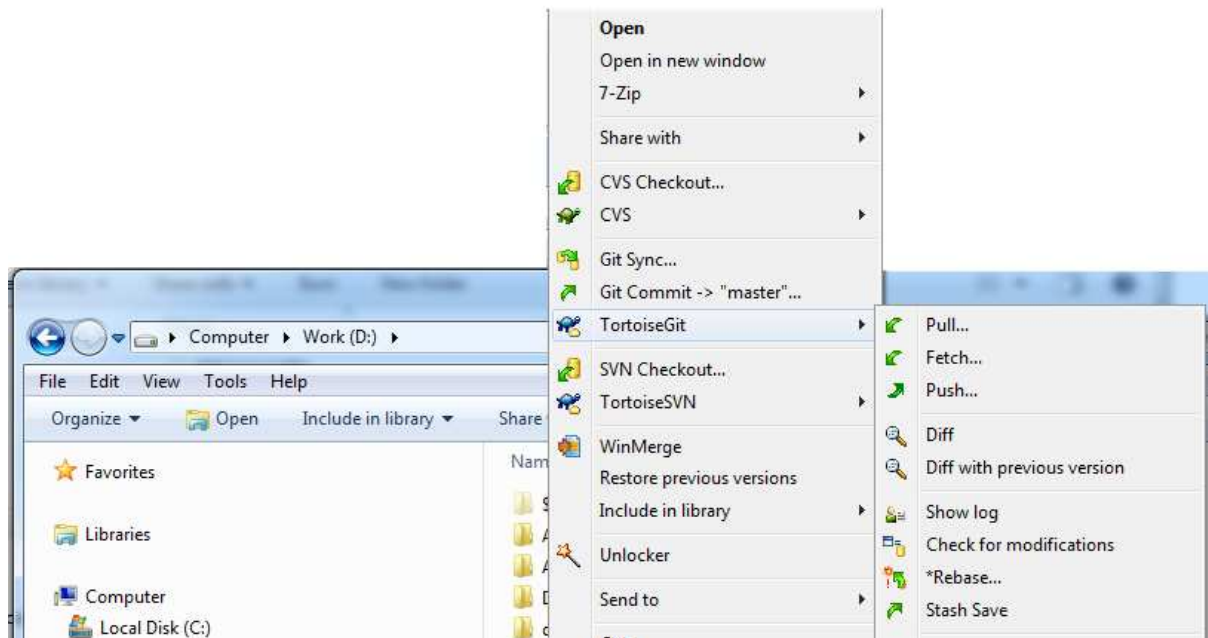 Open
Open in new window
7-Zip
Share with
CVS Checkout...
CVS
Git Sync...
Git Commit -> "master"...
TortoiseGit
SVN Checkout...
TortoiseSVN
WinMerge
Restore previous versions
Include in library
Unlocker
Send to
Pull...
Fetch...
Push...
Diff
Diff with previous version
Show log
Check for modifications
*Rebase...
Stash Save
Computer Work (D:)
File Edit View Tools Help
Organize Open Include in library Share
Nam
Favorites
Libraries
Computer
Local Disk (C:)